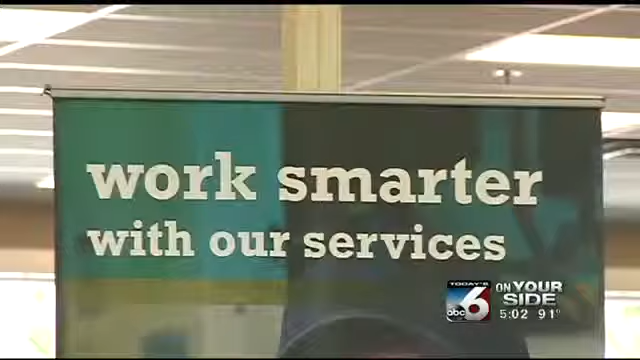 work smarter
with our services
TODAY'S
abc 6
ON YOUR
SIDE
5:02 91°